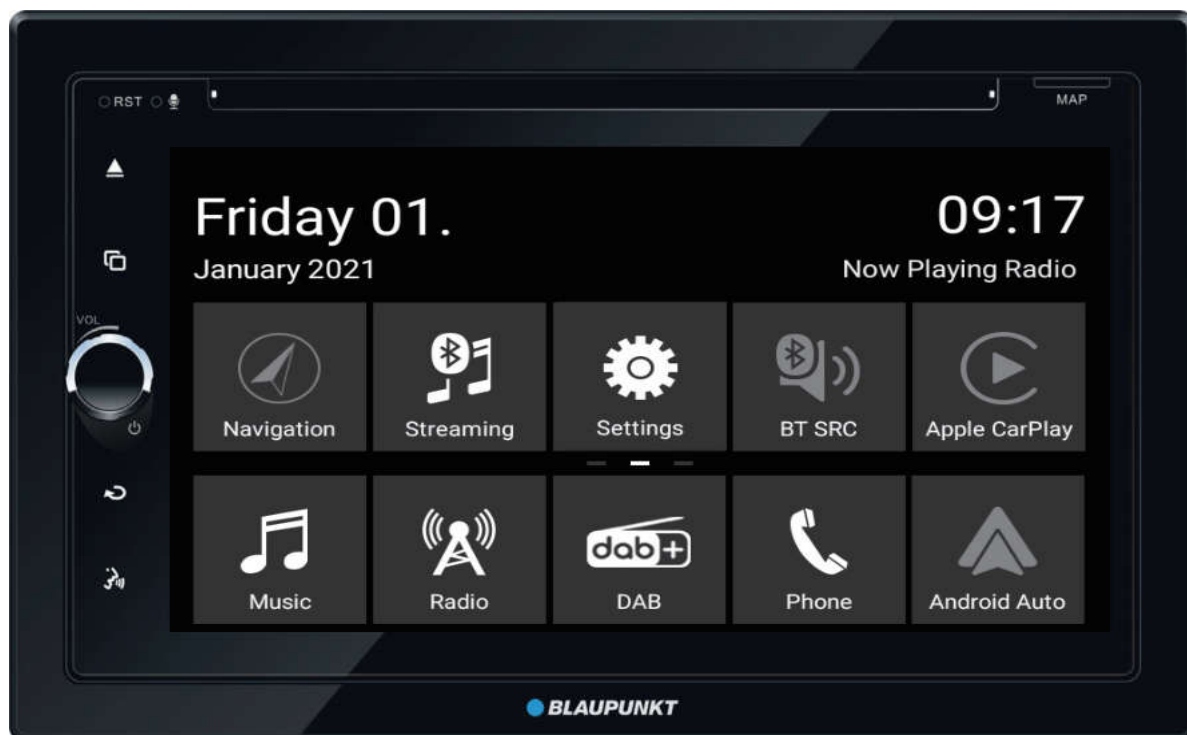 RST
MAP
Friday 01.
09:17
January 2021
Now Playing Radio
VOL
Navigation
Streaming
Settings
BT SRC
Apple CarPlay
dab+
Music
Radio
DAB
Phone
Android Auto
BLAUPUNKT